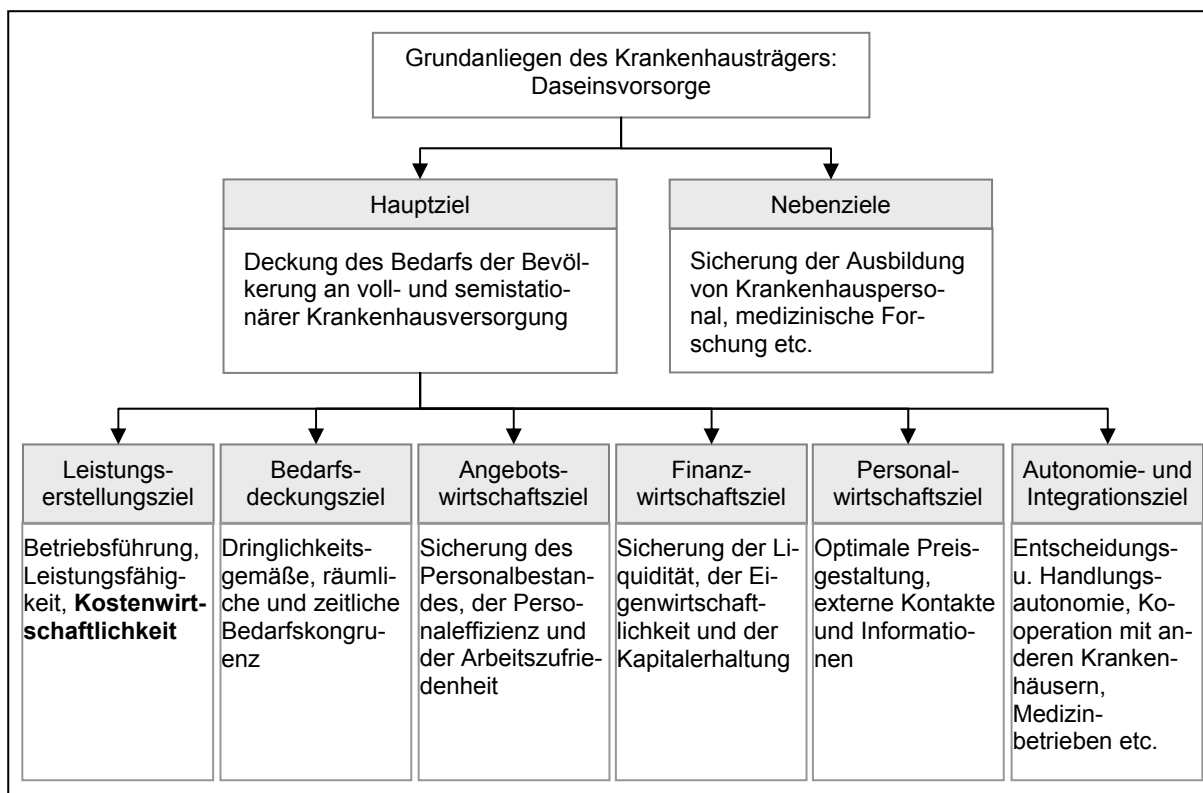 Grundanliegen des Krankenhausträgers:
Daseinsvorsorge
Hauptziel
Deckung des Bedarfs der Bevöl-
kerung an voll- und semistatio-
närer Krankenhausversorgung
Nebenziele
Sicherung der Ausbildung
von Krankenhausperso-
nal, medizinische For-
schung etc.
Leistungs-
erstellungsziel
Betriebsführung,
Leistungsfähig-
keit, Kostenwirt-
schaftlichkeit
Bedarfs-
deckungsziel
Dringlichkeits-
gemäße, räumli-
che und zeitliche
Bedarfskongru-
enz
Angebots-
wirtschaftsziel
Sicherung des
Personalbestan-
des, der Perso-
naleffizienz und
der Arbeitszufrie-
denheit
Finanz-
wirtschaftsziel
Sicherung der Li-
quidität, der Ei-
genwirtschaft-
lichkeit und der
Kapitalerhaltung
Personal-
wirtschaftsziel
Optimale Preis-
gestaltung,
externe Kontakte
und Informatio-
nen
Autonomie- und
Integrationsziel
Entscheidungs-
u. Handlungs-
autonomie, Ko-
operation mit an-
deren Kranken-
häusern,
Medizin-
betrieben etc.